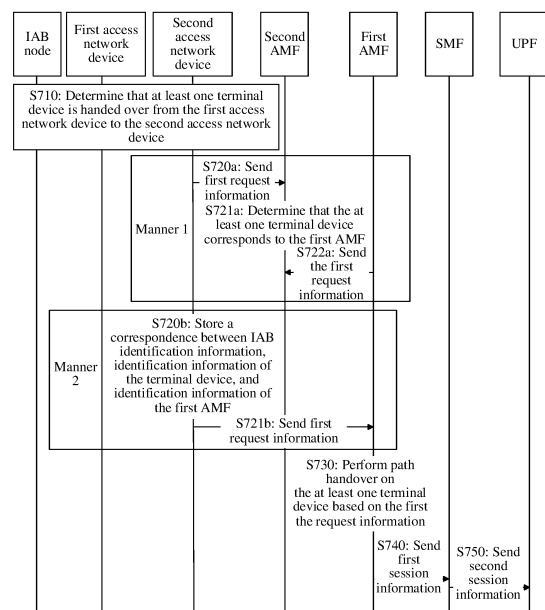 IAB
node
First access
network
device
Second
access
network
device
Second
AMF
First
AMF
SMF
UPF
S710: Determine that at least one terminal
device is handed over from the first access
network device to the second access network
device
Manner 1
S720a: Send
first request
information
S721a: Determine that the at
least one terminal device
corresponds to the first AMF
S722a: Send
the first
request
information
Manner
2
S720b: Store a
correspondence between IAB
identification information,
identification information of
the terminal device, and
identification information of
the first AMF
S721b: Send first
request information
S730: Perform path
handover on
the at least one terminal
device based on the first
the request information
S740: Send
first
session
information
S750: Send
second
session
information